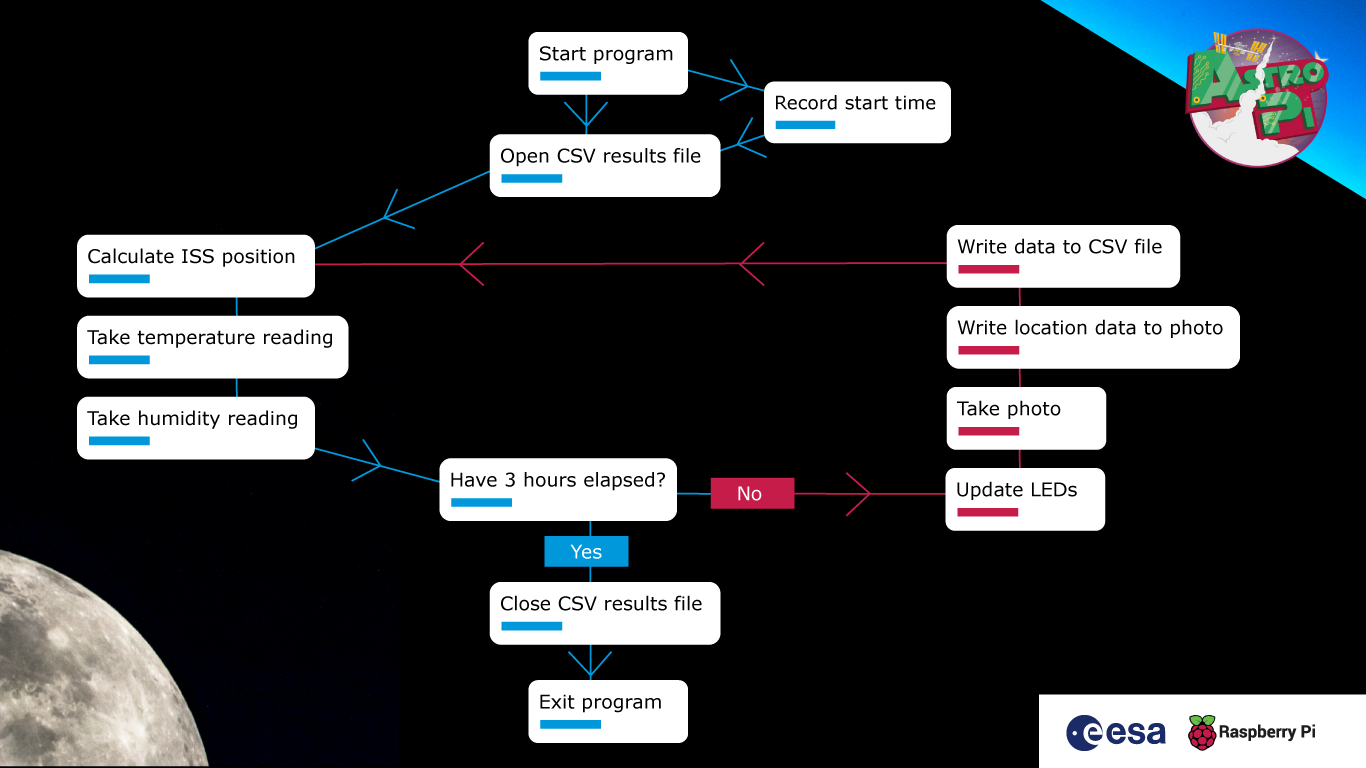 Start program
Record start time
Open CSV results file
ASTRO
Pi
Calculate ISS position
Write data to CSV file
Take temperature reading
Write location data to photo
Take humidity reading
Take photo
Have 3 hours elapsed?
No
Update LEDs
Yes
Close CSV results file
Exit program
esa
Raspberry Pi